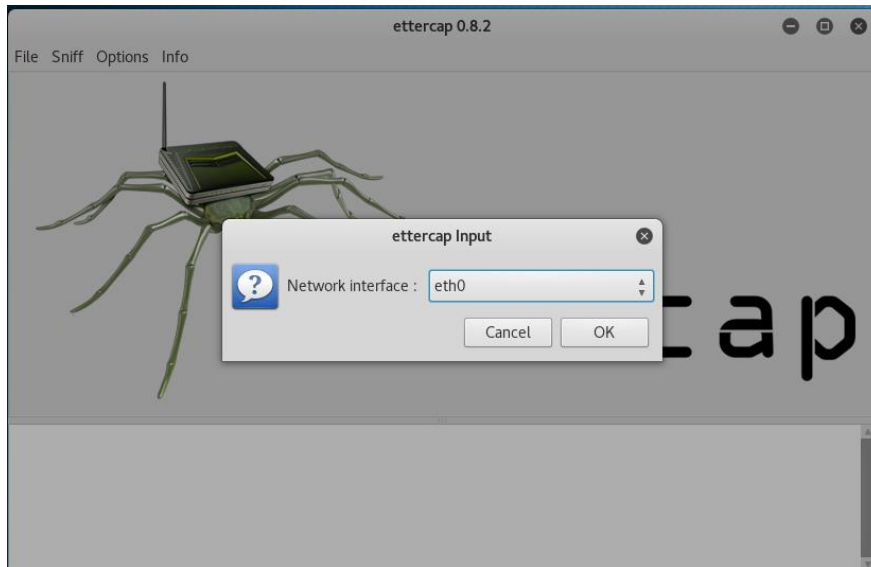 ettercap 0.8.2
File Sniff Options Info
ettercap Input
Network interface :
eth0
Cancel
OK
cap